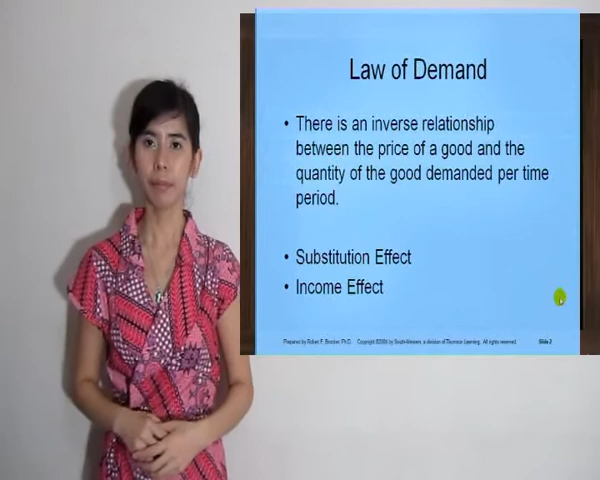 Law of Demand
• There is an inverse relationship
between the price of a good and the
quantity of the good demanded per time
period.
• Substitution Effect
• Income Effect
Prepared by Robert F. Brooker, Ph.D. Copyright ©2004 by South-Western, a division of Thomson Learning. All rights reserved. Slide 2